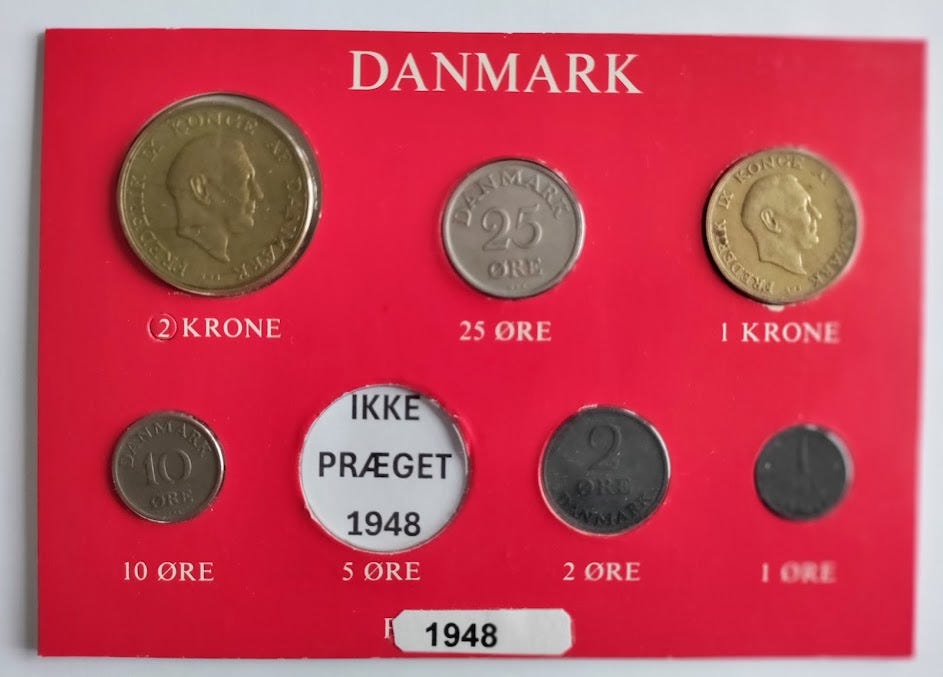 DANMARK
FREDERIK IX KONGE AF DANMARK
DANMARK
25
ØRE
FREDERIK IX KONGE AF DANMARK
2 KRONE
25 ØRE
1 KRONE
DANMARK
10
ØRE
IKKE
PRÆGET
1948
2
ØRE
DANMARK
1
10 ØRE
5 ØRE
2 ØRE
1 ØRE
1948